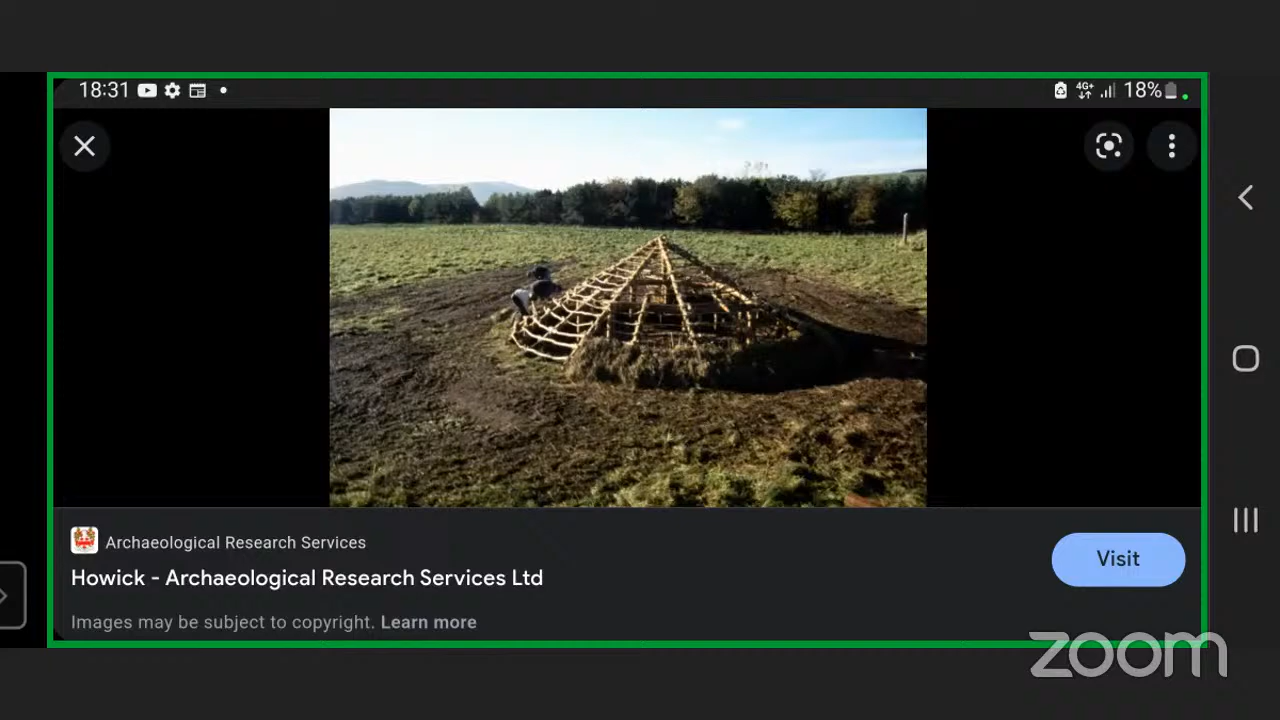 18:31
4G+
18%
Archaeological Research Services
Howick - Archaeological Research Services Ltd
Visit
Images may be subject to copyright. Learn more
zoom